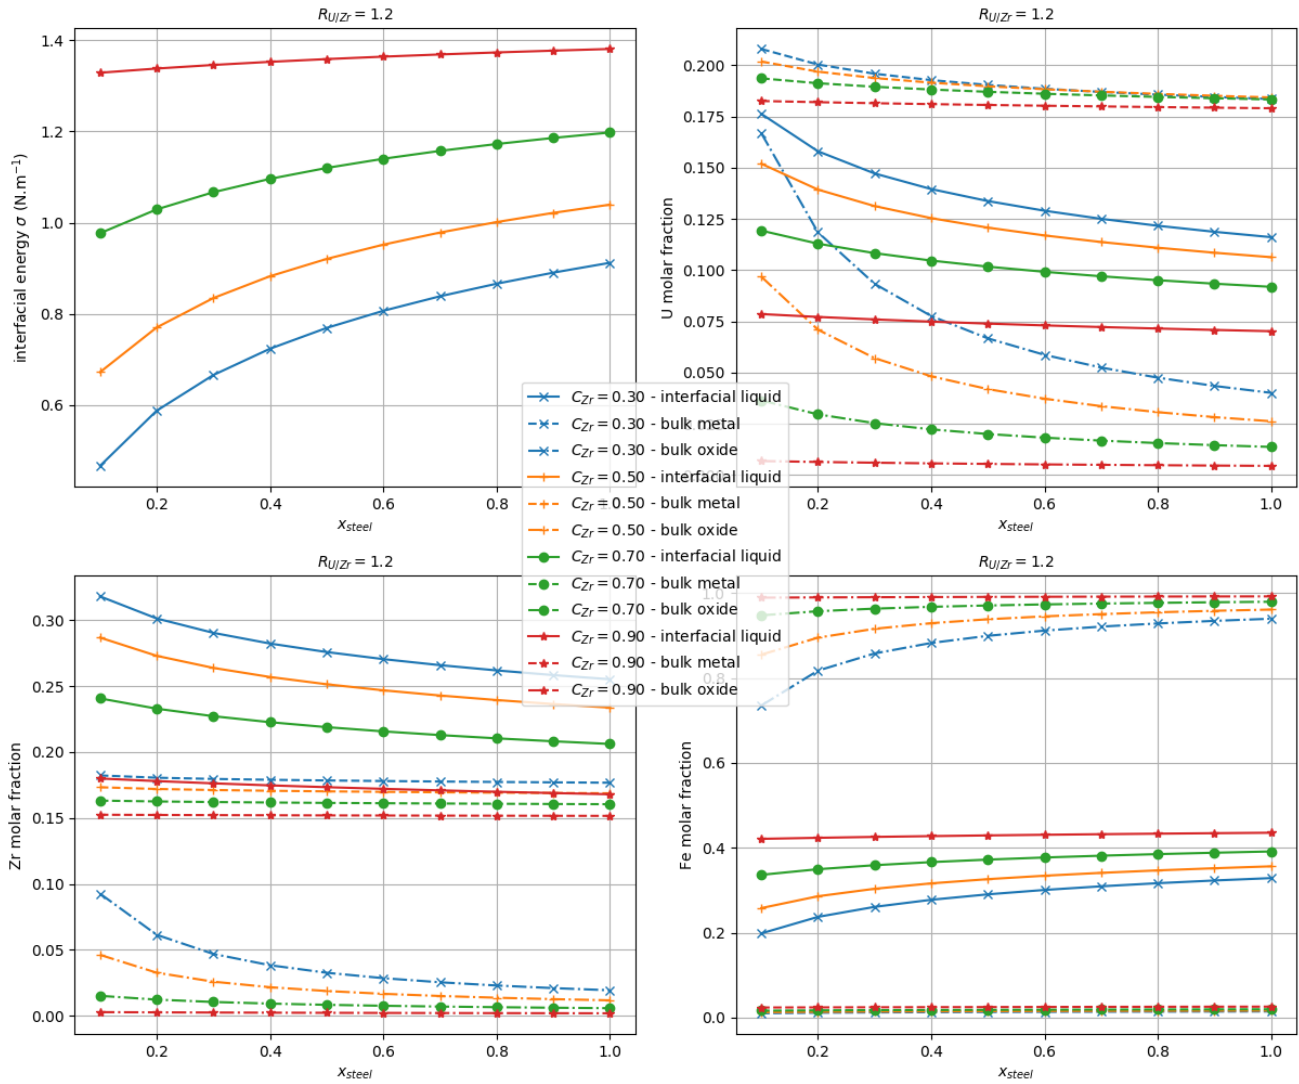 R_{U/Zr} = 1.2
interfacial energy σ (N.m⁻¹)
1.4
1.2
1.0
0.8
0.6
0.2 0.4 0.6 0.8 1.0
x_{steel}
R_{U/Zr} = 1.2
U molar fraction
0.200
0.175
0.150
0.125
0.100
0.075
0.050
0.2 0.4 0.6 0.8 1.0
x_{steel}
C_{Zr} = 0.30 - interfacial liquid
C_{Zr} = 0.30 - bulk metal
C_{Zr} = 0.30 - bulk oxide
C_{Zr} = 0.50 - interfacial liquid
C_{Zr} = 0.50 - bulk metal
C_{Zr} = 0.50 - bulk oxide
C_{Zr} = 0.70 - interfacial liquid
C_{Zr} = 0.70 - bulk metal
C_{Zr} = 0.70 - bulk oxide
C_{Zr} = 0.90 - interfacial liquid
C_{Zr} = 0.90 - bulk metal
C_{Zr} = 0.90 - bulk oxide
R_{U/Zr} = 1.2
Zr molar fraction
0.30
0.25
0.20
0.15
0.10
0.05
0.00
0.2 0.4 0.6 0.8 1.0
x_{steel}
R_{U/Zr} = 1.2
Fe molar fraction
1.0
0.8
0.6
0.4
0.2
0.0
0.2 0.4 0.6 0.8 1.0
x_{steel}